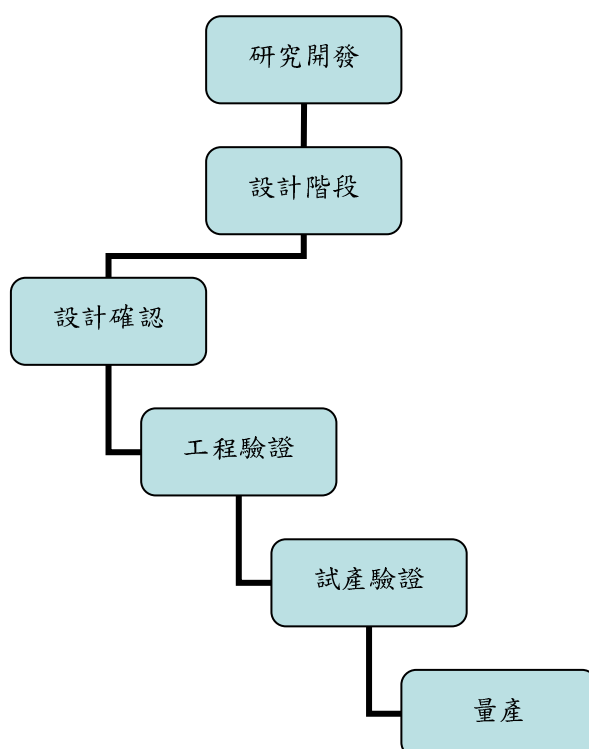 研究開發
設計階段
設計確認
工程驗證
試產驗證
量產